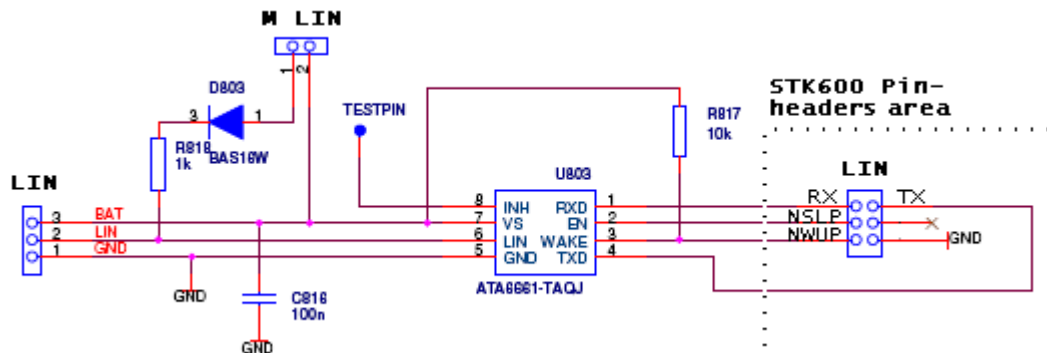 M LIN
1
2
D803
3
1
BAS16W
R818
1k
TESTPIN
R817
10k
STK600 Pin-
headers area
LIN
3
BAT
2
LIN
1
GND
GND
C816
100n
GND
U803
8
INH
RXD
1
7
VS
EN
2
6
LIN
WAKE
3
5
GND
TXD
4
ATA6661-TAQJ
LIN
RX
TX
NSLP
NWUP
GND